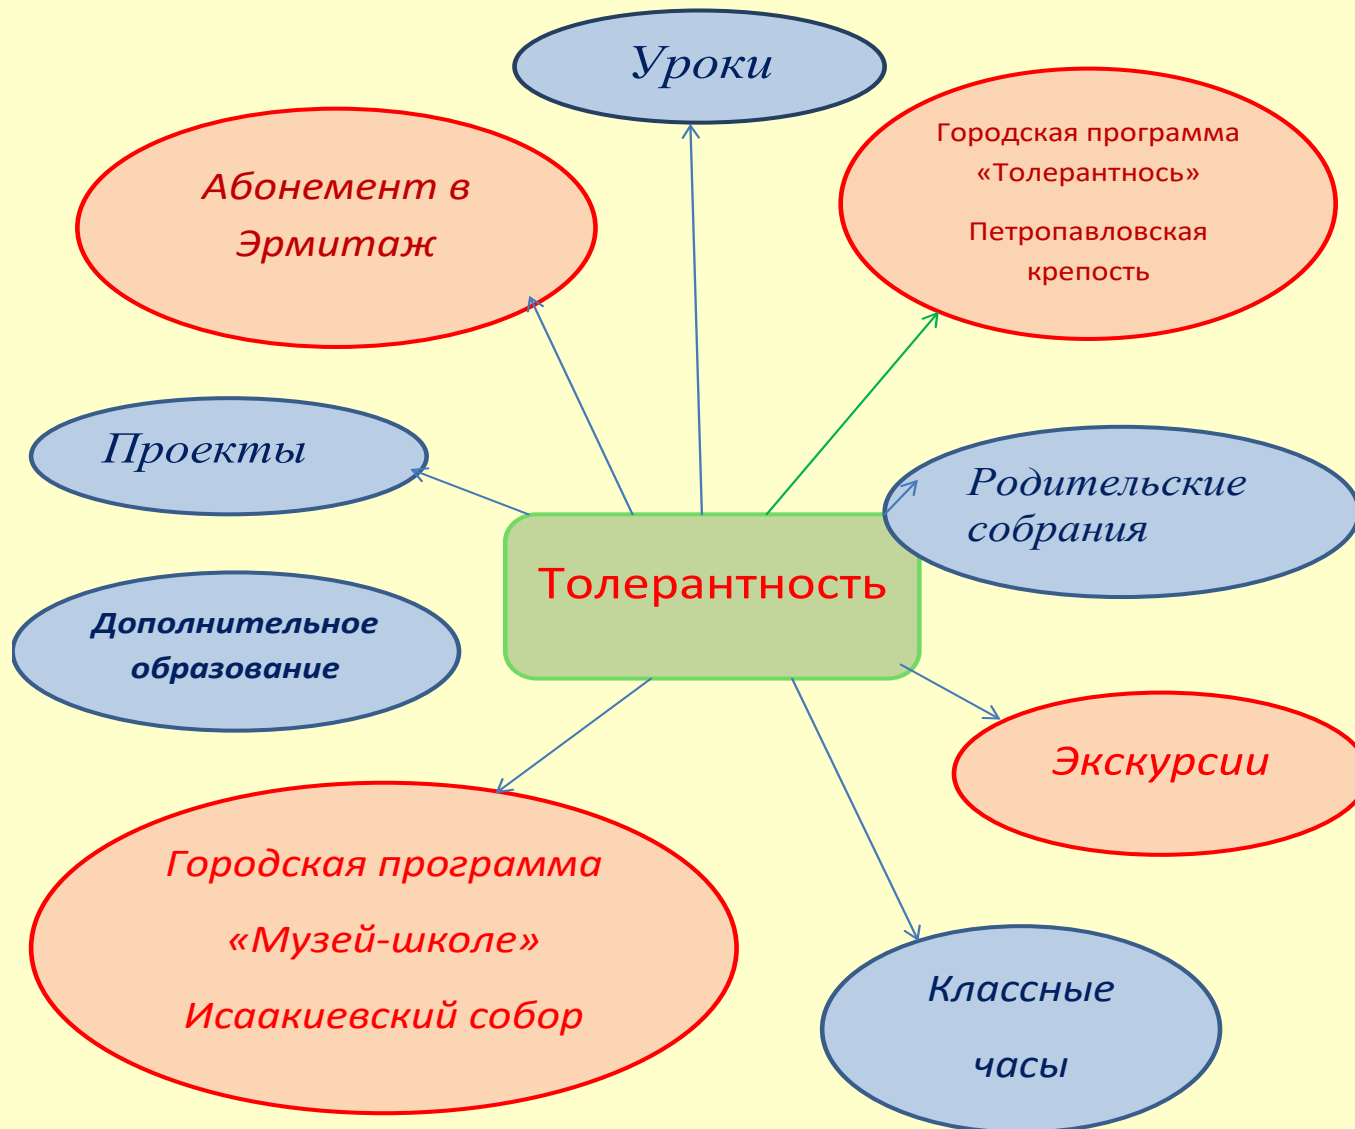 Уроки
Абонемент в
Эрмитаж
Городская программа
«Толерантнось»
Петропавловская
крепость
Проекты
Родительские
собрания
Толерантность
Дополнительное
образование
Экскурсии
Городская программа
«Музей-школе»
Исаакиевский собор
Классные
часы